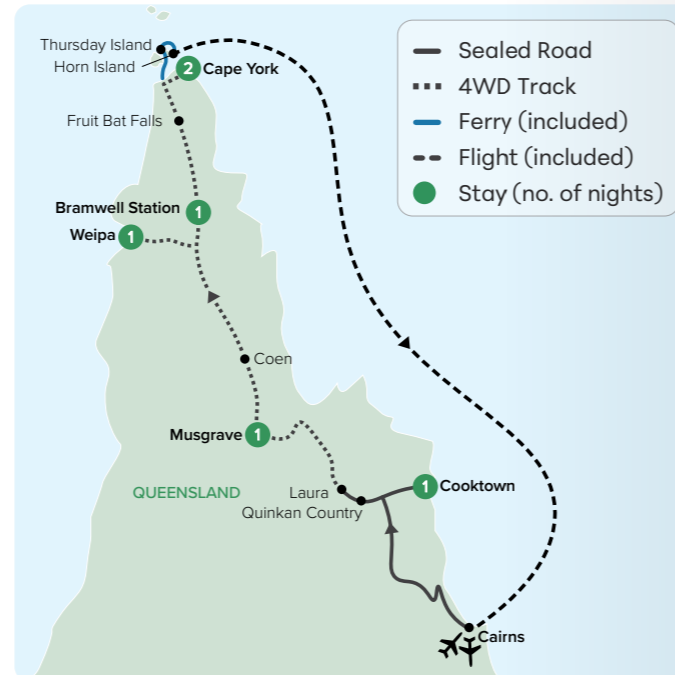 Thursday Island
Horn Island
2 Cape York
Fruit Bat Falls
Bramwell Station 1
Weipa 1
Coen
Musgrave 1
QUEENSLAND
Laura
Quinkan Country
1 Cooktown
Cairns
Sealed Road
4WD Track
Ferry (included)
Flight (included)
Stay (no. of nights)